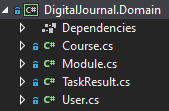 C# DigitalJournal.Domain
Dependencies
C# Course.cs
C# Module.cs
C# TaskResult.cs
C# User.cs